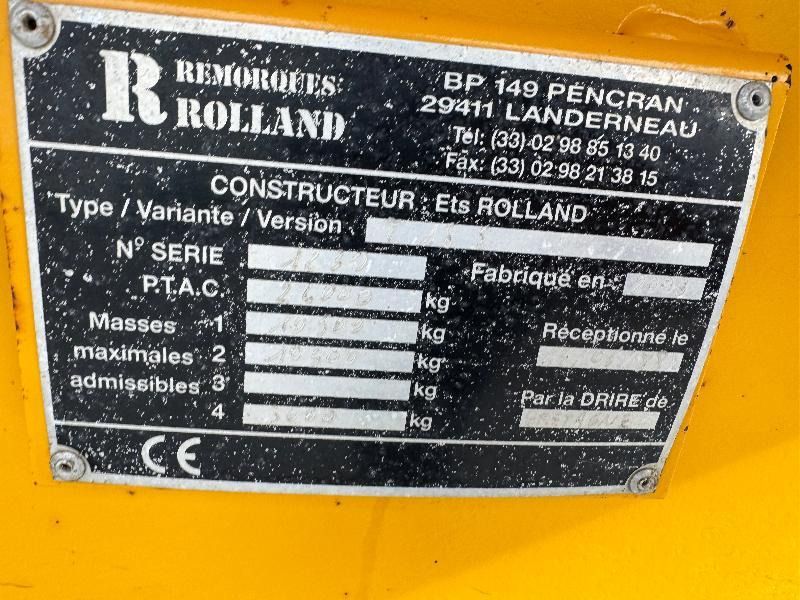 R REMORQUES
ROLLAND
BP 149 PENCRAN
29411 LANDERNEAU
Tél: (33) 02 98 85 13 40
Fax: (33) 02 98 21 38 15
CONSTRUCTEUR : Ets ROLLAND
Type / Variante / Version
N° SERIE
Fabriqué en
P.T.A.C. kg
Masses 1 kg
Réceptionné le
maximales 2 kg
admissibles 3 kg
Par la DRIRE de
4 kg
CE